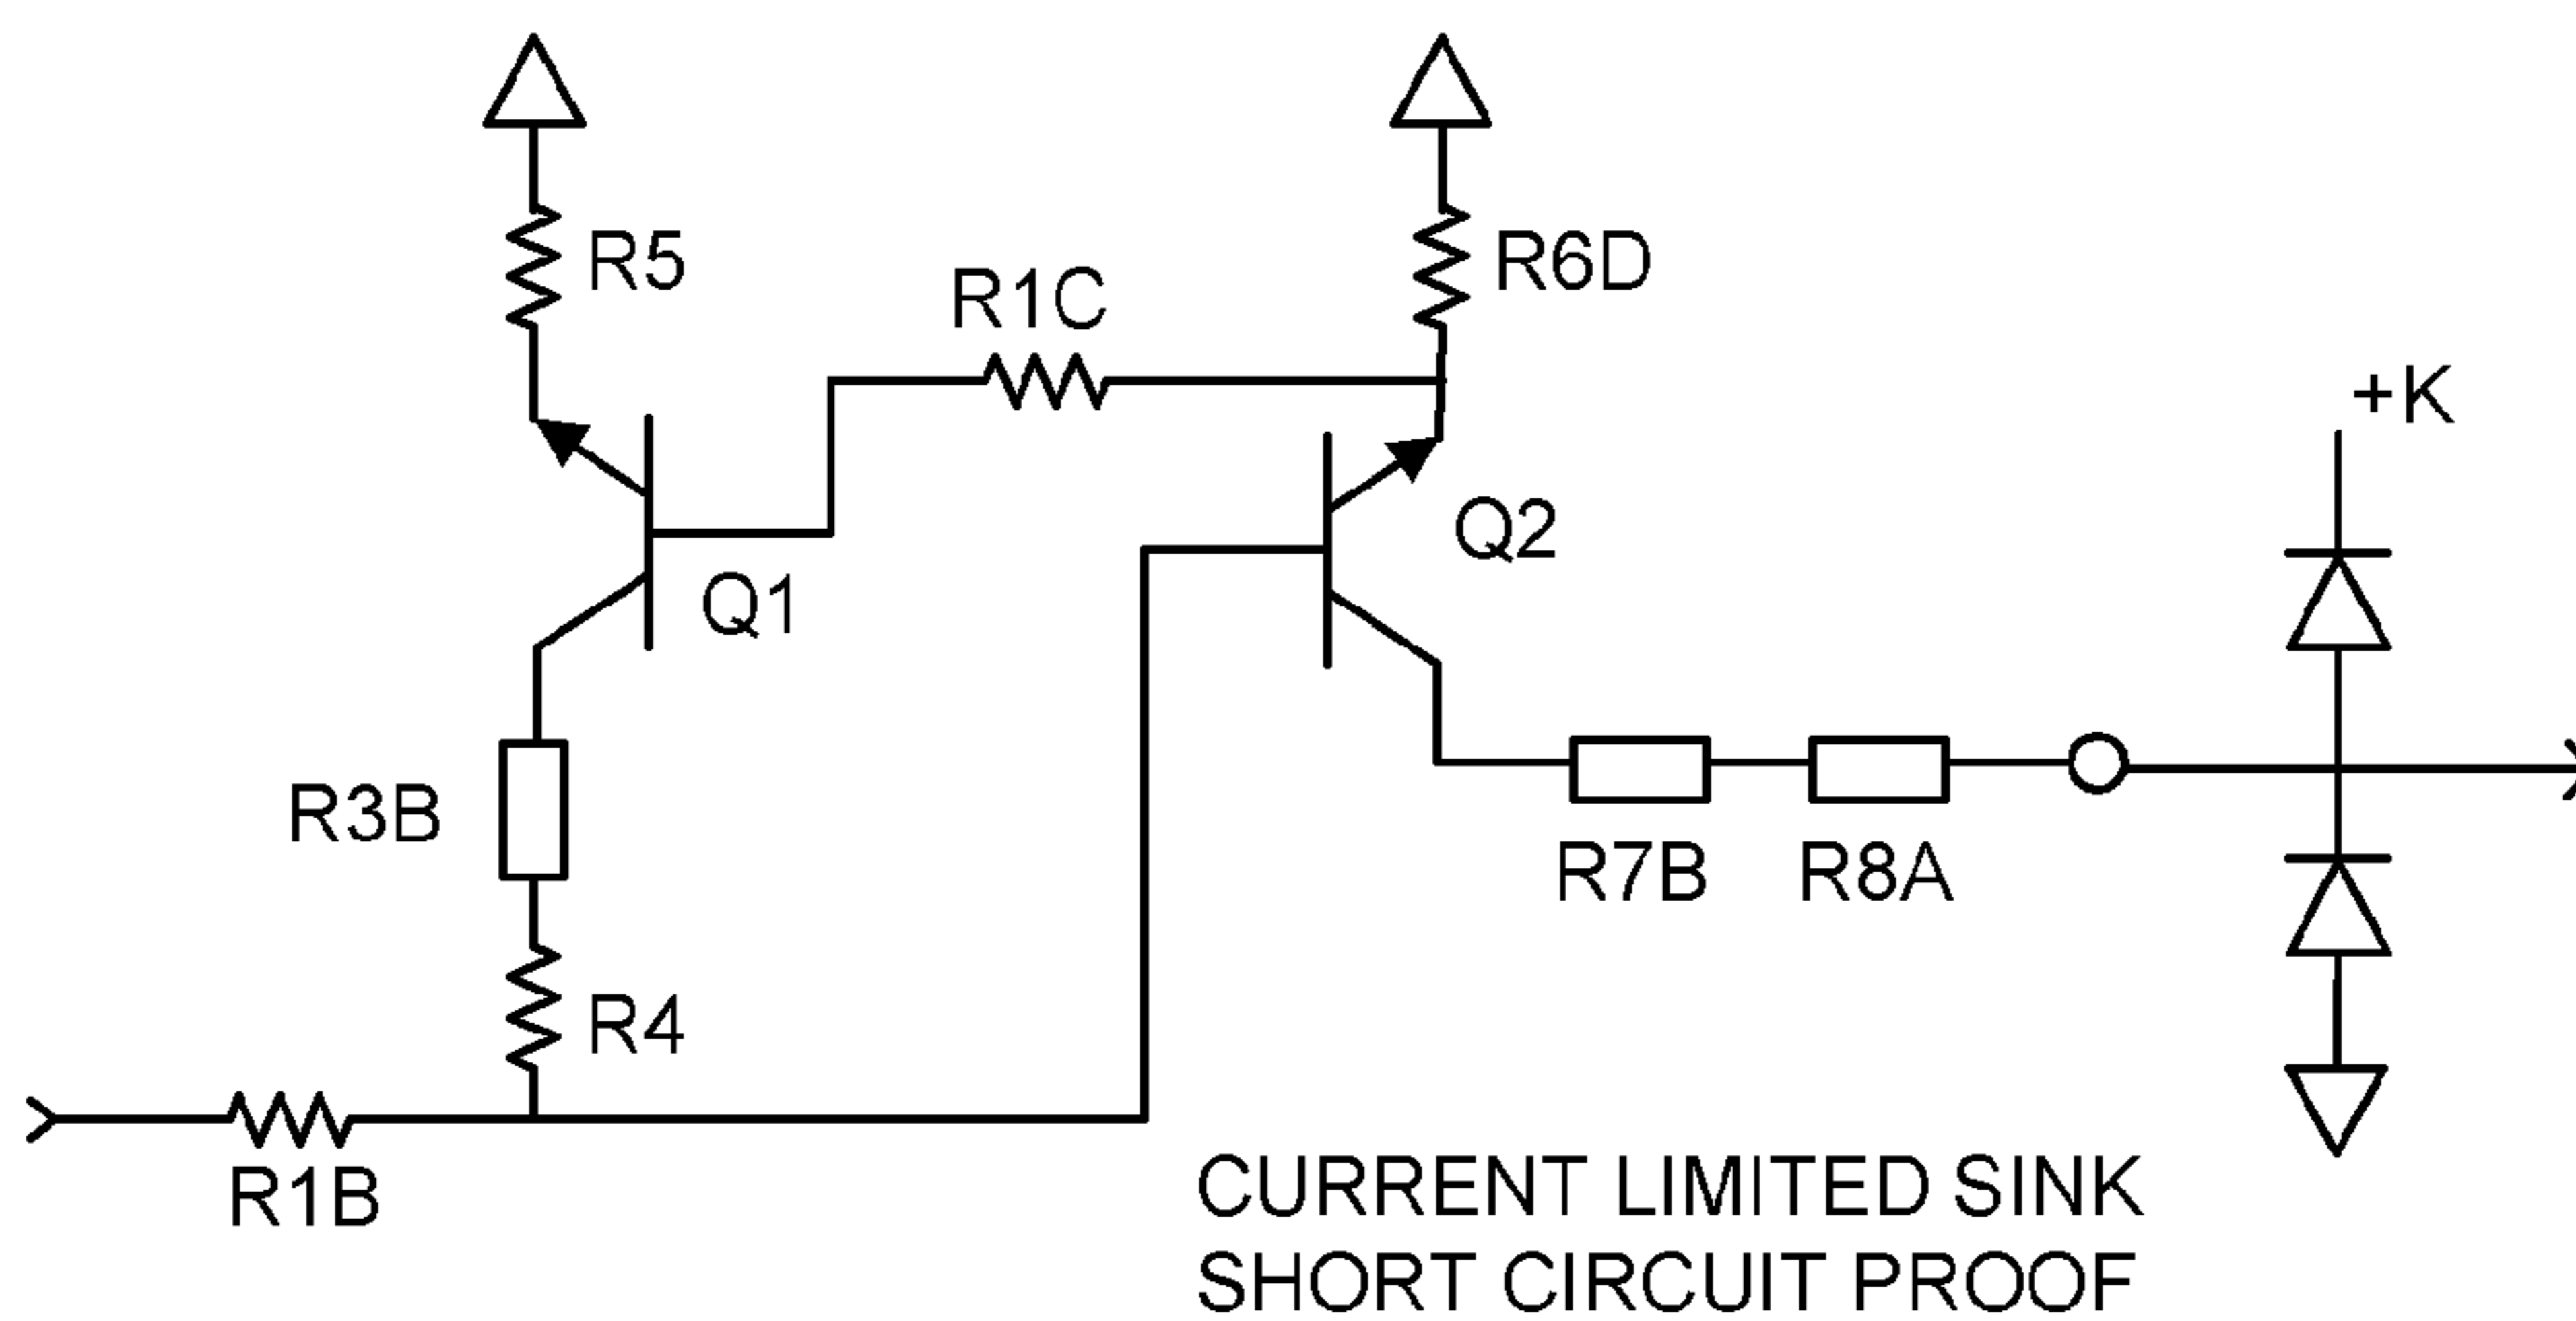 R5
R6D
R1C
+K
Q2
Q1
R3B
R7B
R8A
R4
R1B
CURRENT LIMITED SINK
SHORT CIRCUIT PROOF